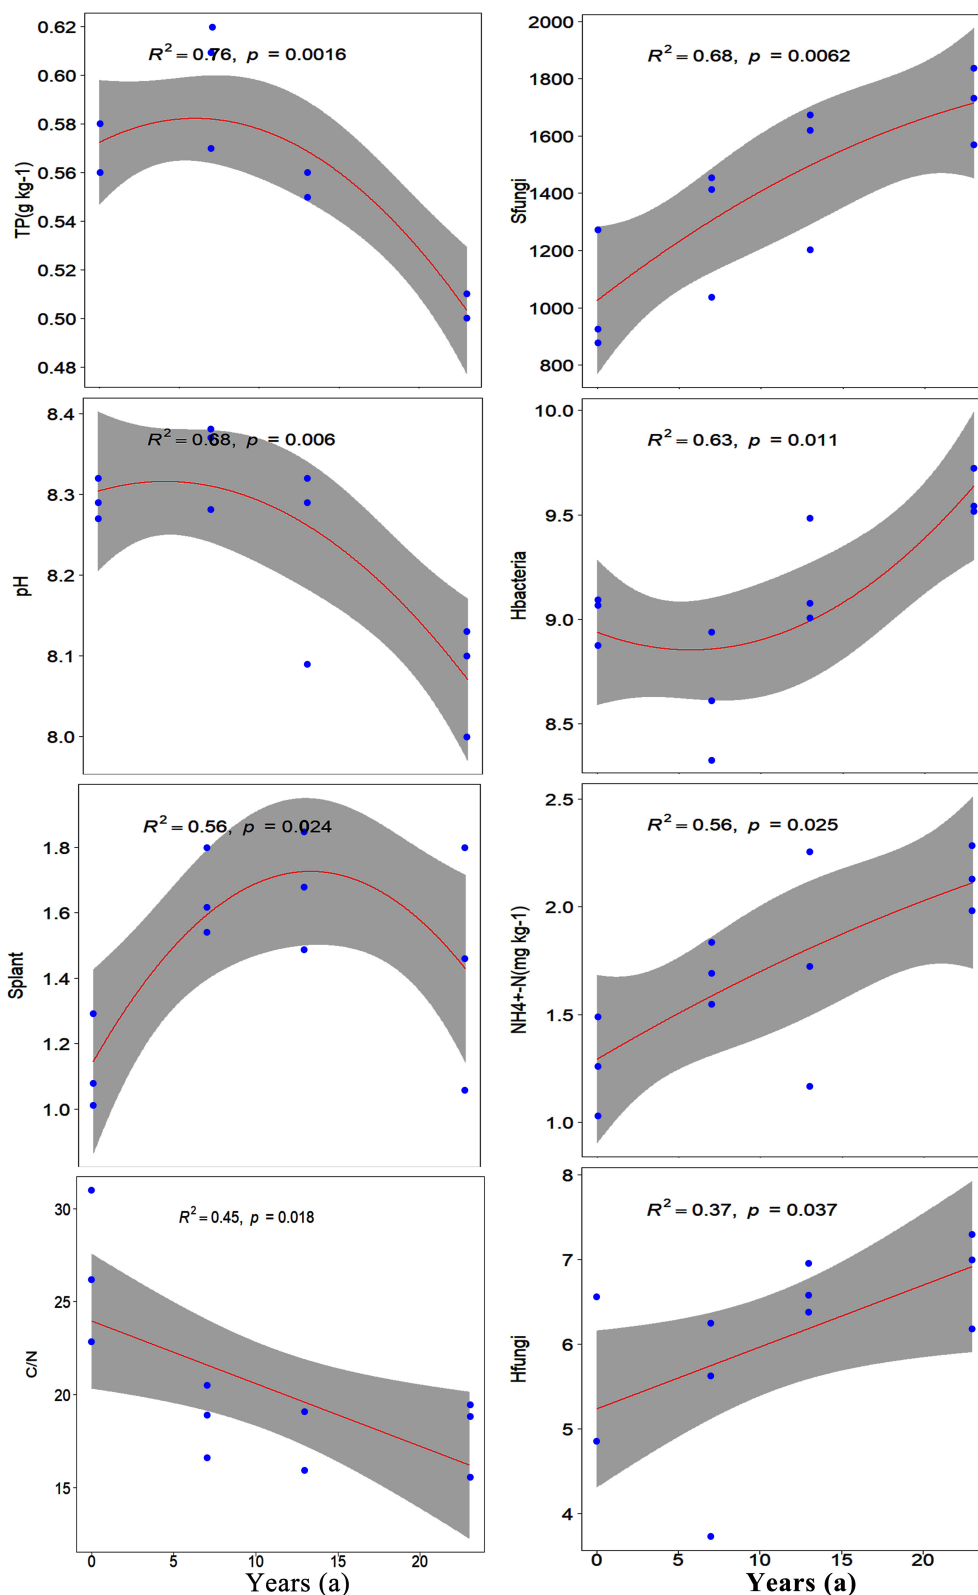 0.62
R² = 0.76, p = 0.0016
0.60
0.58
0.56
0.54
0.52
0.50
0.48
TP(g kg-1)
2000
R² = 0.68, p = 0.0062
1800
1600
1400
1200
1000
800
Sfungi
8.4
R² = 0.68, p = 0.006
8.3
8.2
8.1
8.0
pH
10.0
R² = 0.63, p = 0.011
9.5
9.0
8.5
Hbacteria
R² = 0.56, p = 0.024
1.8
1.6
1.4
1.2
1.0
Splant
2.5
R² = 0.56, p = 0.025
2.0
1.5
1.0
NH4+-N(mg kg-1)
30
R² = 0.45, p = 0.018
25
20
15
C/N
0 5 10 15 20
Years (a)
8
R² = 0.37, p = 0.037
7
6
5
4
Hfungi
0 5 10 15 20
Years (a)